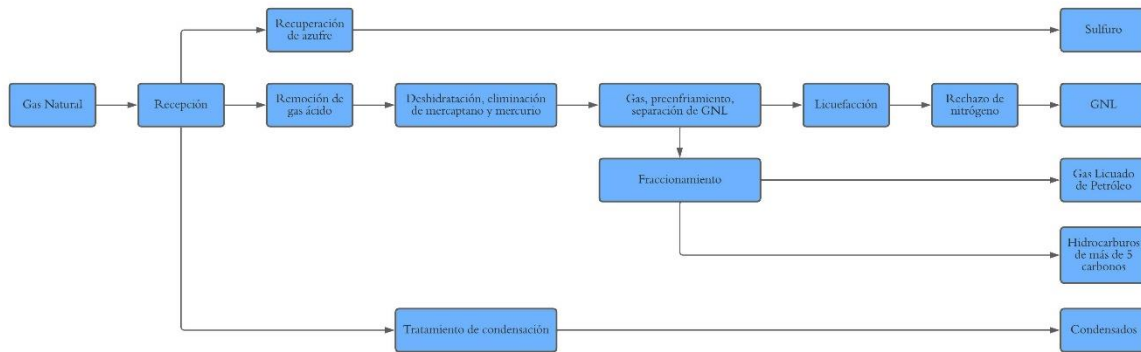 Recuperación
de azufre
Sulfuro
Gas Natural
Recepción
Remoción de
gas ácido
Deshidratación, eliminación
de mercaptano y mercurio
Gas, preenfriamiento,
separación de GNL
Licuefacción
Rechazo de
nitrógeno
GNL
Fraccionamiento
Gas Licuado
de Petróleo
Hidrocarburos
de más de 5
carbonos
Tratamiento de condensación
Condensados